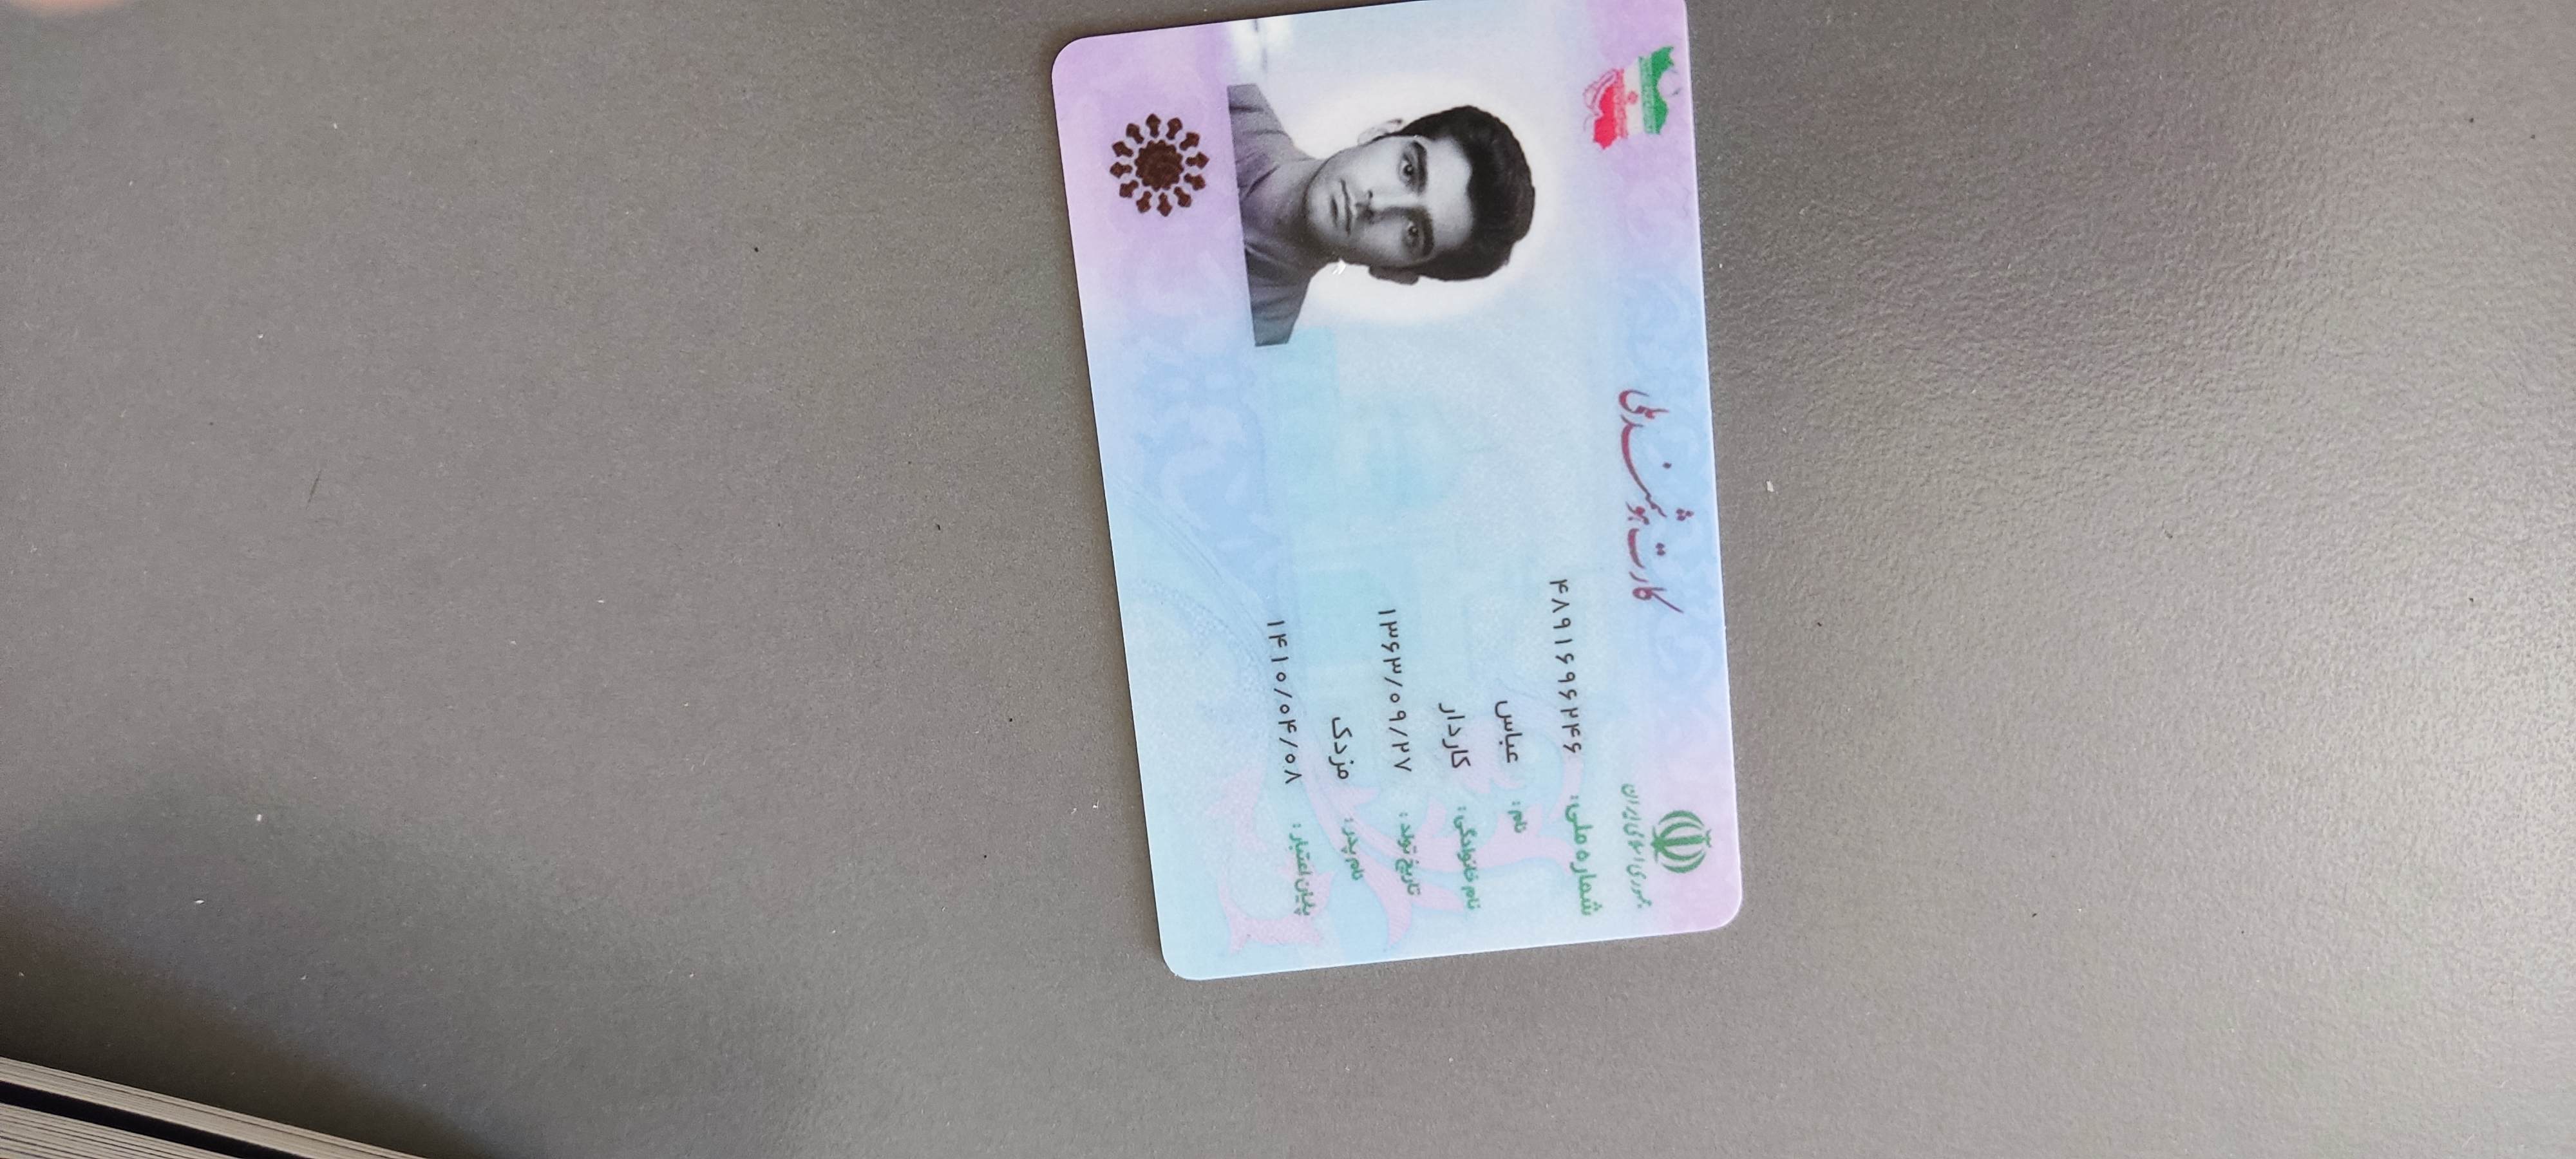 جمهوری اسلامی ایران
کارت هوشمند ملی
شماره ملی: ۴۸۹۱۶۹۶۲۴۶
نام: عباس
نام خانوادگی: کاردار
تاریخ تولد: ۱۳۶۳/۰۹/۲۷
نام پدر: مزدک
پایان اعتبار: ۱۴۱۰/۰۴/۰۸